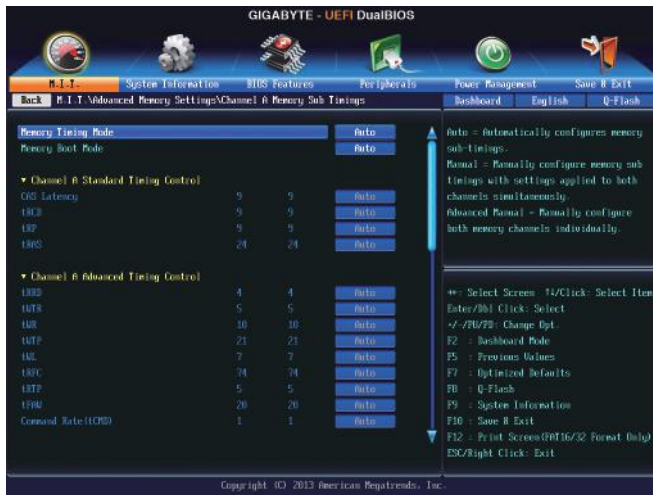 GIGABYTE - UEFI DualBIOS
M.I.T. System Information BIOS Features Peripherals Power Management Save & Exit
Back M.I.T.\Advanced Memory Settings\Channel A Memory Sub Timings Dashboard English Q-Flash
Memory Timing Mode Auto
Memory Boot Mode Auto
▼ Channel A Standard Timing Control
CAS Latency 9 9 Auto
tRCD 9 9 Auto
tRP 9 9 Auto
tRAS 24 24 Auto
▼ Channel A Advanced Timing Control
tRRD 4 4 Auto
tWTR 5 5 Auto
tWR 10 10 Auto
tWTP 21 21 Auto
tWL 7 7 Auto
tRFC 74 74 Auto
tRTP 5 5 Auto
tFAW 20 20 Auto
Command Rate(tCMD) 1 1 Auto
Auto = Automatically configures memory
sub-timings.
Manual = Manually configure memory sub
timings with settings applied to both
channels simultaneously.
Advanced Manual = Manually configure
both memory channels individually.
↔: Select Screen ↑↓/Click: Select Item
Enter/Dbl Click: Select
+/-/PU/PD: Change Opt.
F2 : Dashboard Mode
F5 : Previous Values
F7 : Optimized Defaults
F8 : Q-Flash
F9 : System Information
F10 : Save & Exit
F12 : Print Screen(FAT16/32 Format Only)
ESC/Right Click: Exit
Copyright (C) 2013 American Megatrends, Inc.